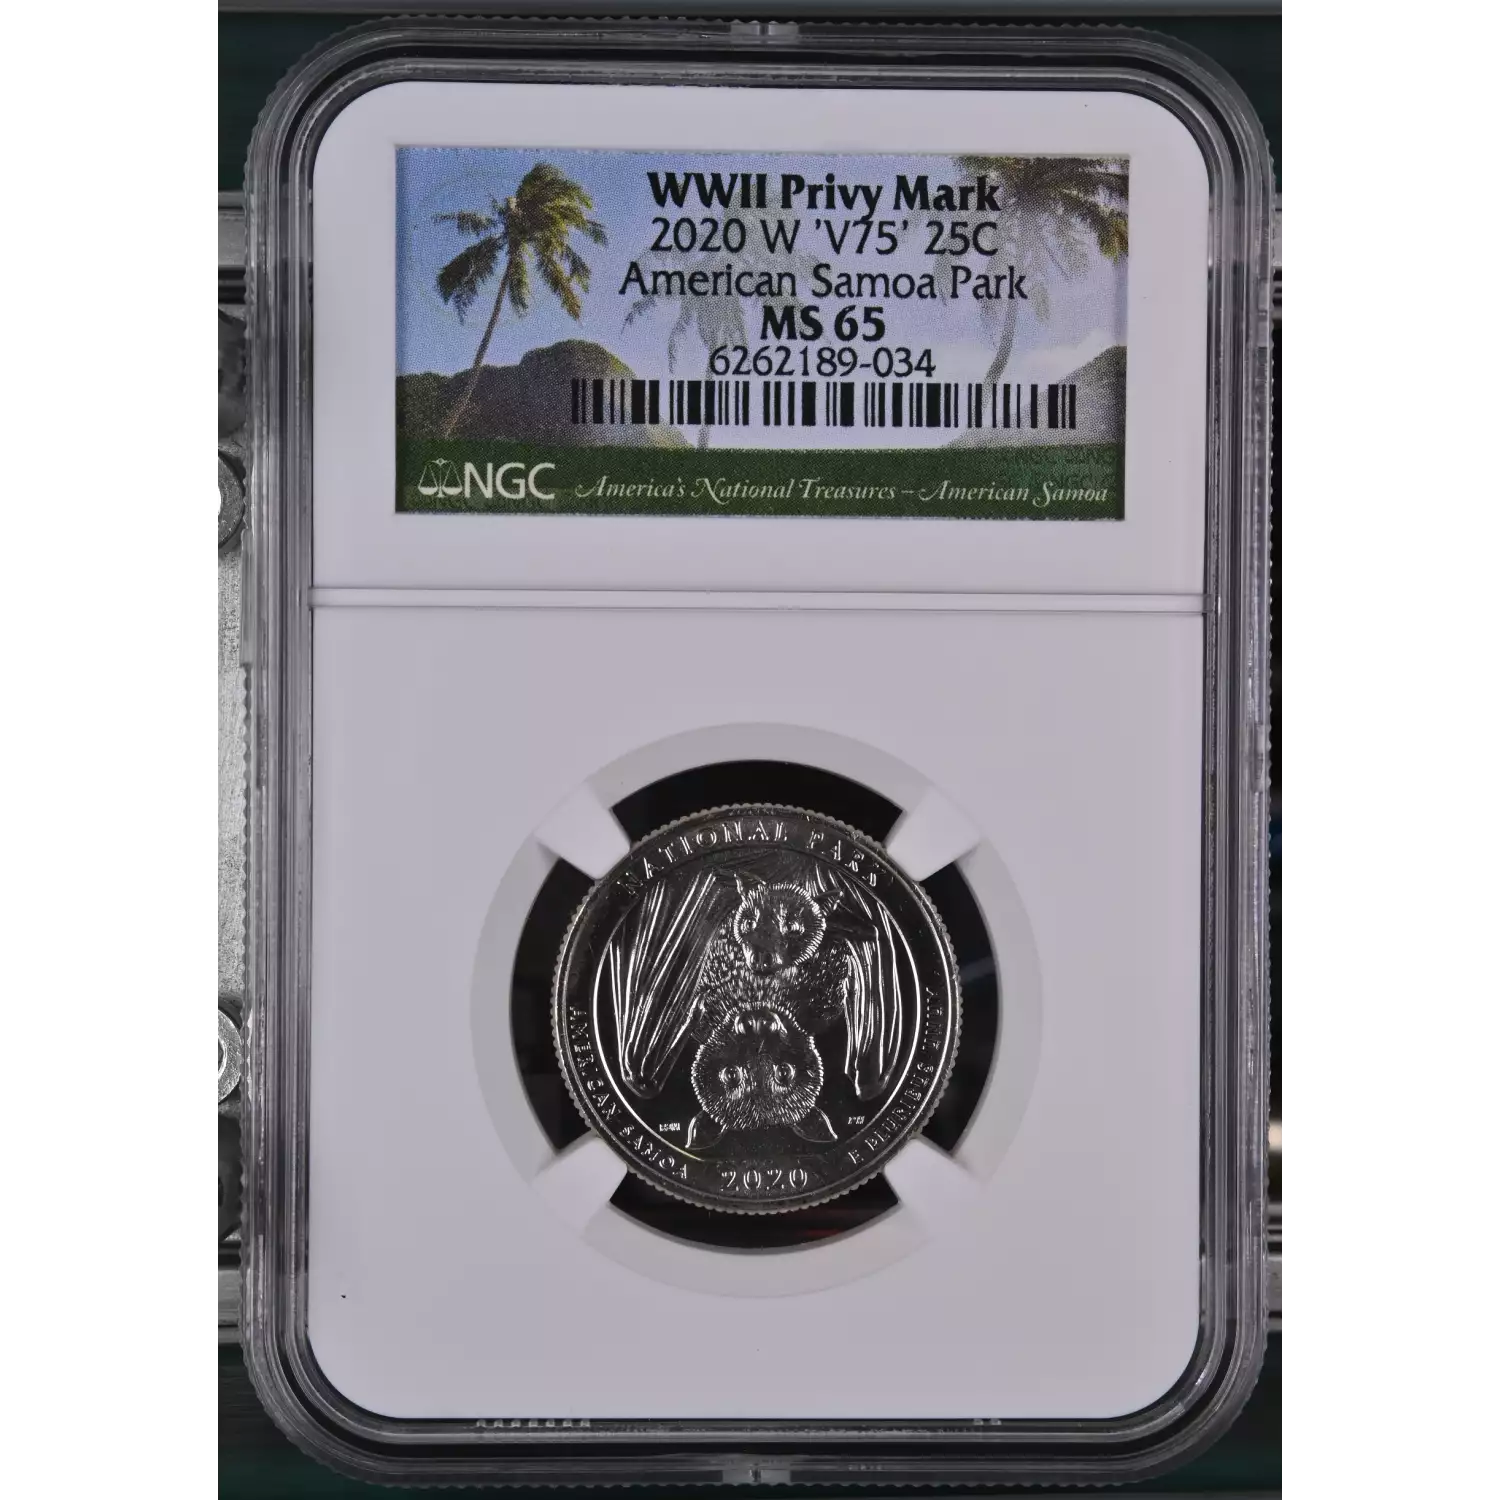 WWII Privy Mark
2020 W 'V75' 25C
American Samoa Park
MS 65
6262189-034
NGC America's National Treasures – American Samoa
NATIONAL PARK
AMERICAN SAMOA
2020
E PLURIBUS UNUM